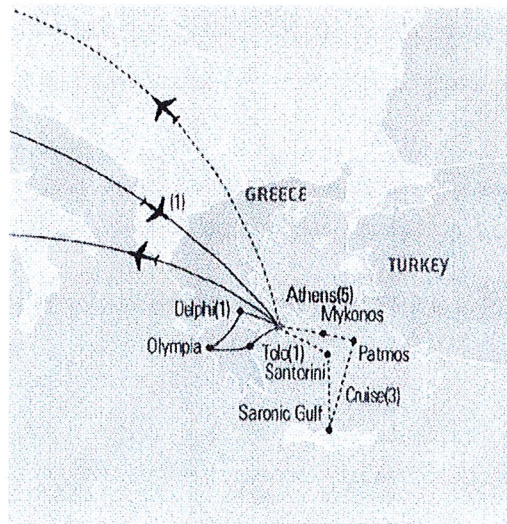 (1)
GREECE
TURKEY
Athens(5)
Mykonos
Delphi(1)
Olympia
Tolo(1)
Santorini
Patmos
Cruise(3)
Saronic Gulf